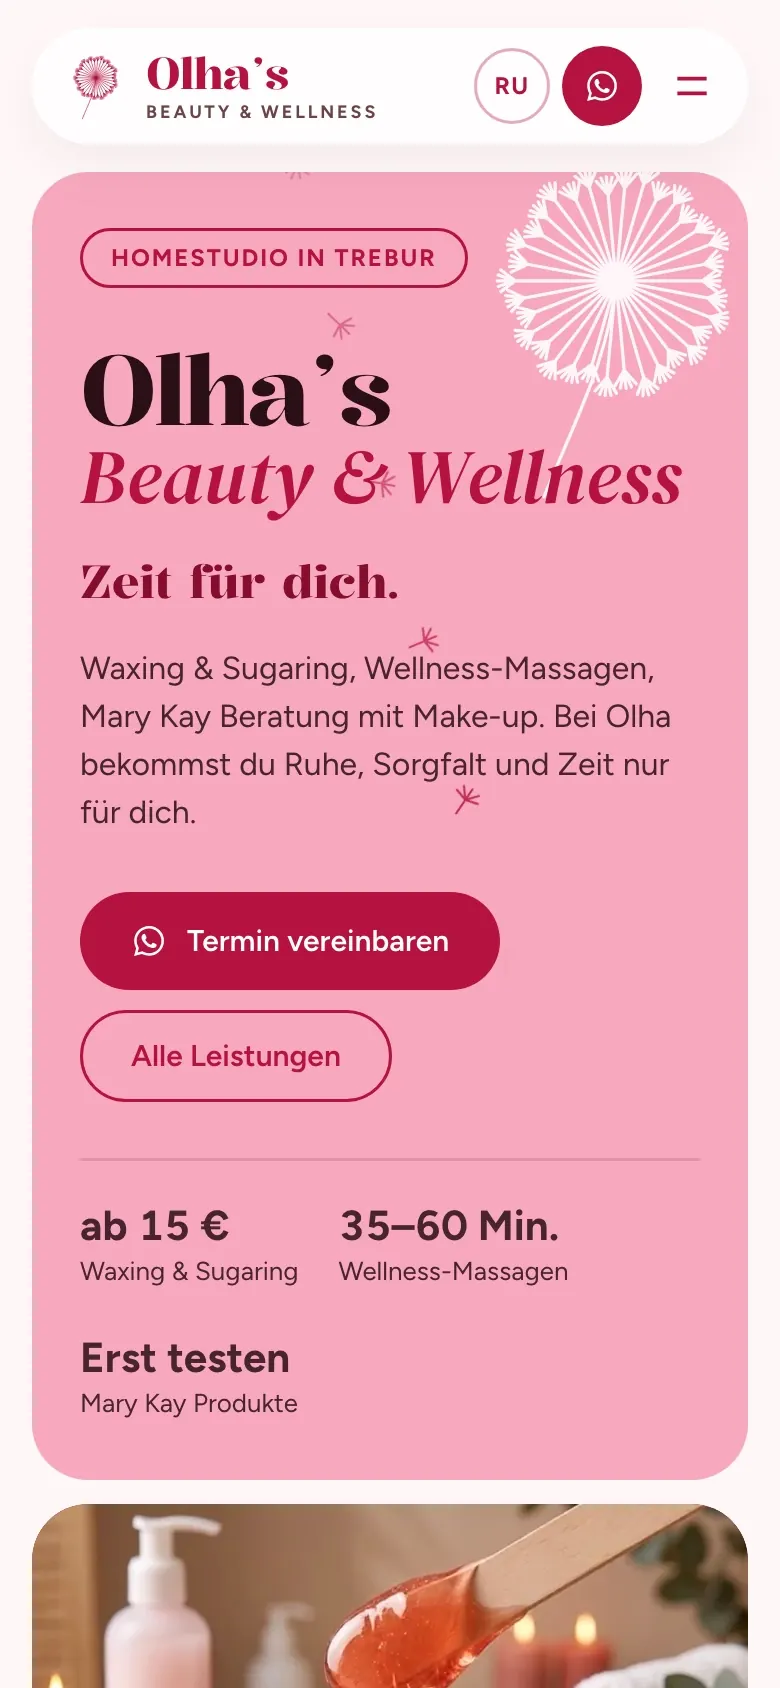 Olha's
BEAUTY & WELLNESS
RU
HOMESTUDIO IN TREBUR
Olha's
Beauty & Wellness
Zeit für dich.
Waxing & Sugaring, Wellness-Massagen,
Mary Kay Beratung mit Make-up. Bei Olha
bekommst du Ruhe, Sorgfalt und Zeit nur
für dich.
Termin vereinbaren
Alle Leistungen
ab 15 €
Waxing & Sugaring
35–60 Min.
Wellness-Massagen
Erst testen
Mary Kay Produkte